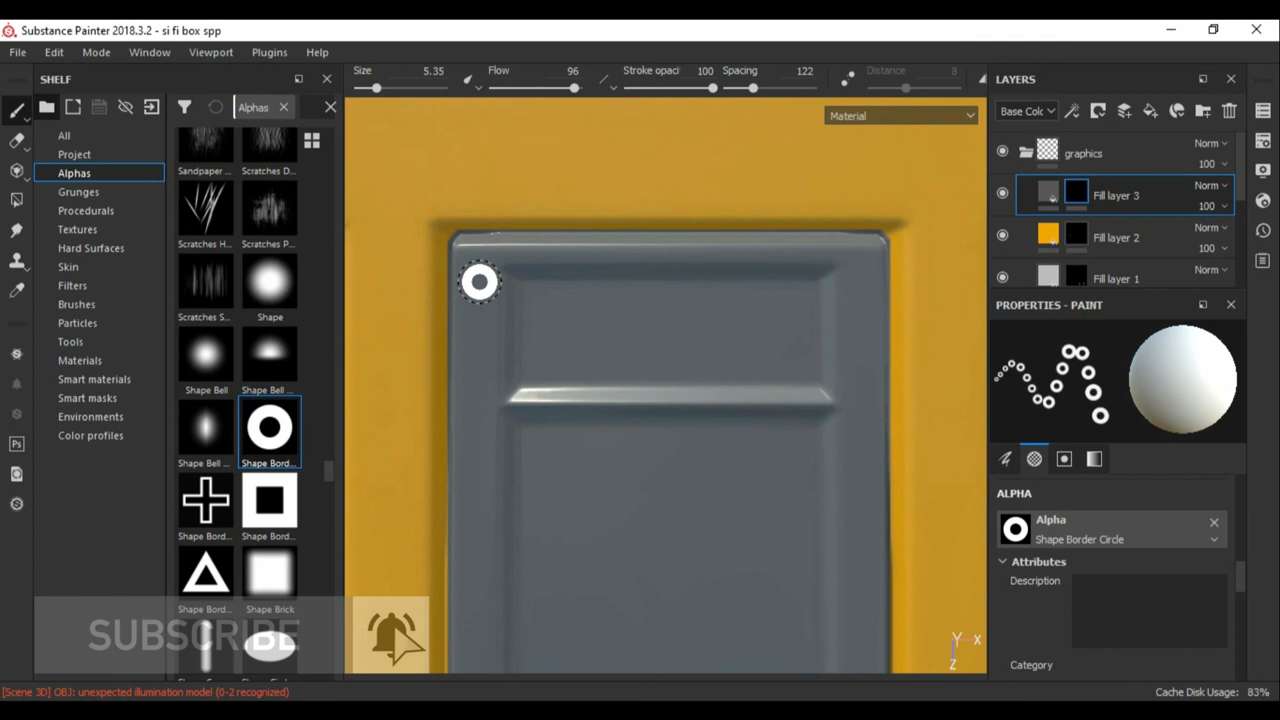 Substance Painter 2018.3.2 - si fi box spp
File Edit Mode Window Viewport Plugins Help
SHELF
Size 5.35 Flow 96 Stroke opaci 100 Spacing 122 Distance 8
LAYERS
Alphas
Base Colc
Material
All
Project
Alphas
Grunges
Procedurals
Textures
Hard Surfaces
Skin
Filters
Brushes
Particles
Tools
Materials
Smart materials
Smart masks
Environments
Color profiles
Sandpaper ... Scratches D...
Scratches H... Scratches P...
Scratches S... Shape
Shape Bell Shape Bell ...
Shape Bell ... Shape Bord...
Shape Bord... Shape Bord...
Shape Bord... Shape Brick
graphics Norm 100
Fill layer 3 Norm 100
Fill layer 2 Norm 100
Fill layer 1 Norm
PROPERTIES - PAINT
ALPHA
Alpha
Shape Border Circle
Attributes
Description
Category
Ps
SUBSCRIBE
Y X
Z
[Scene 3D] OBJ: unexpected illumination model (0-2 recognized)
Cache Disk Usage: 83%